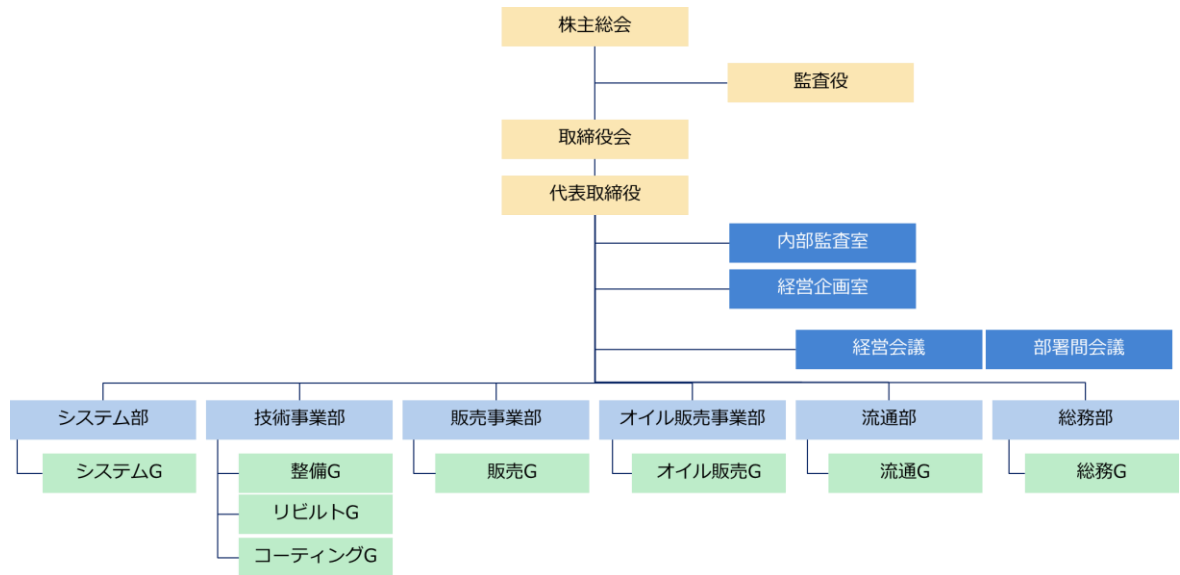 株主総会
監査役
取締役会
代表取締役
内部監査室
経営企画室
経営会議
部署間会議
システム部
技術事業部
販売事業部
オイル販売事業部
流通部
総務部
システムG
整備G
販売G
オイル販売G
流通G
総務G
リビルトG
コーティングG